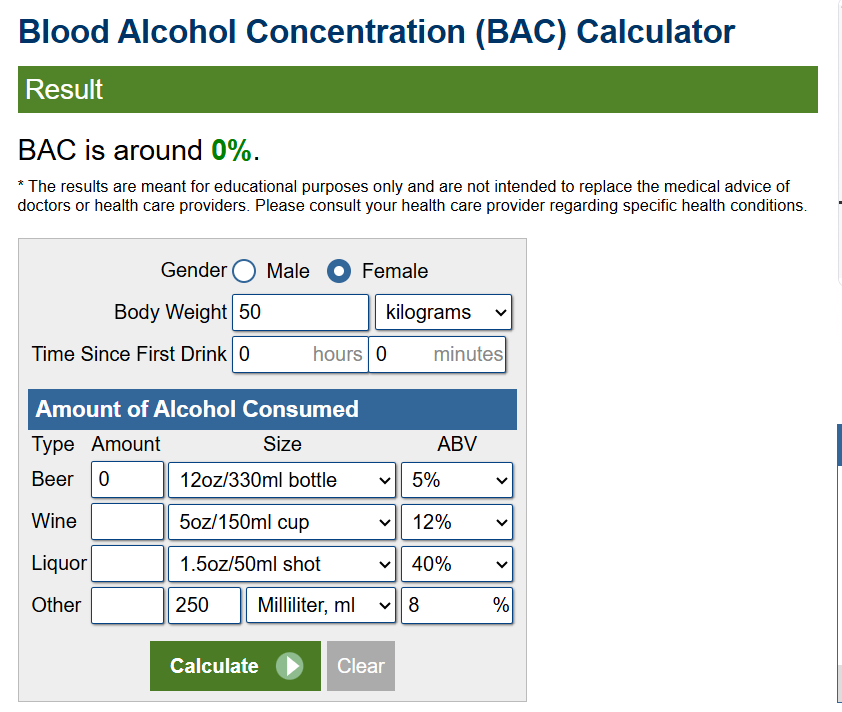 Blood Alcohol Concentration (BAC) Calculator
Result
BAC is around 0%.
* The results are meant for educational purposes only and are not intended to replace the medical advice of
doctors or health care providers. Please consult your health care provider regarding specific health conditions.
Gender Male Female
Body Weight 50 kilograms
Time Since First Drink 0 hours 0 minutes
Amount of Alcohol Consumed
Type Amount Size ABV
Beer 0 12oz/330ml bottle 5%
Wine 5oz/150ml cup 12%
Liquor 1.5oz/50ml shot 40%
Other 250 Milliliter, ml 8 %
Calculate Clear